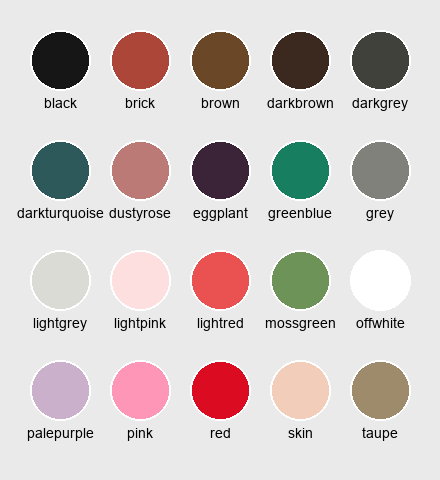 black brick brown darkbrown darkgrey
darkturquoise dustyrose eggplant greenblue grey
lightgrey lightpink lightred mossgreen offwhite
palepurple pink red skin taupe